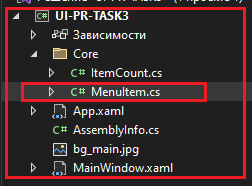 UI-PR-TASK3
Зависимости
Core
C# ItemCount.cs
C# MenuItem.cs
App.xaml
C# AssemblyInfo.cs
bg_main.jpg
MainWindow.xaml